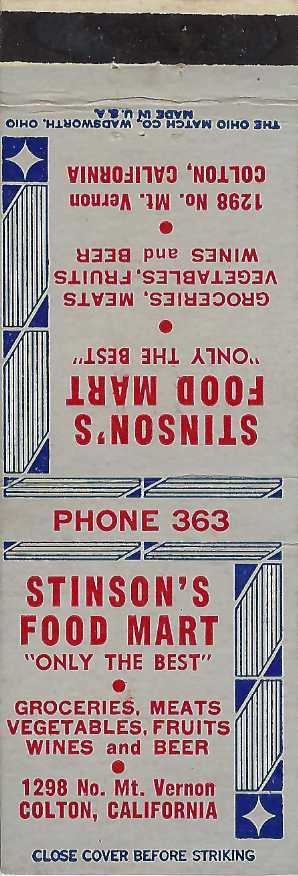 THE OHIO MATCH CO. WADSWORTH, OHIO
MADE IN U.S.A.
STINSON'S
FOOD MART
"ONLY THE BEST"
GROCERIES, MEATS
VEGETABLES, FRUITS
WINES and BEER
1298 No. Mt. Vernon
COLTON, CALIFORNIA
PHONE 363
STINSON'S
FOOD MART
"ONLY THE BEST"
GROCERIES, MEATS
VEGETABLES, FRUITS
WINES and BEER
1298 No. Mt. Vernon
COLTON, CALIFORNIA
CLOSE COVER BEFORE STRIKING